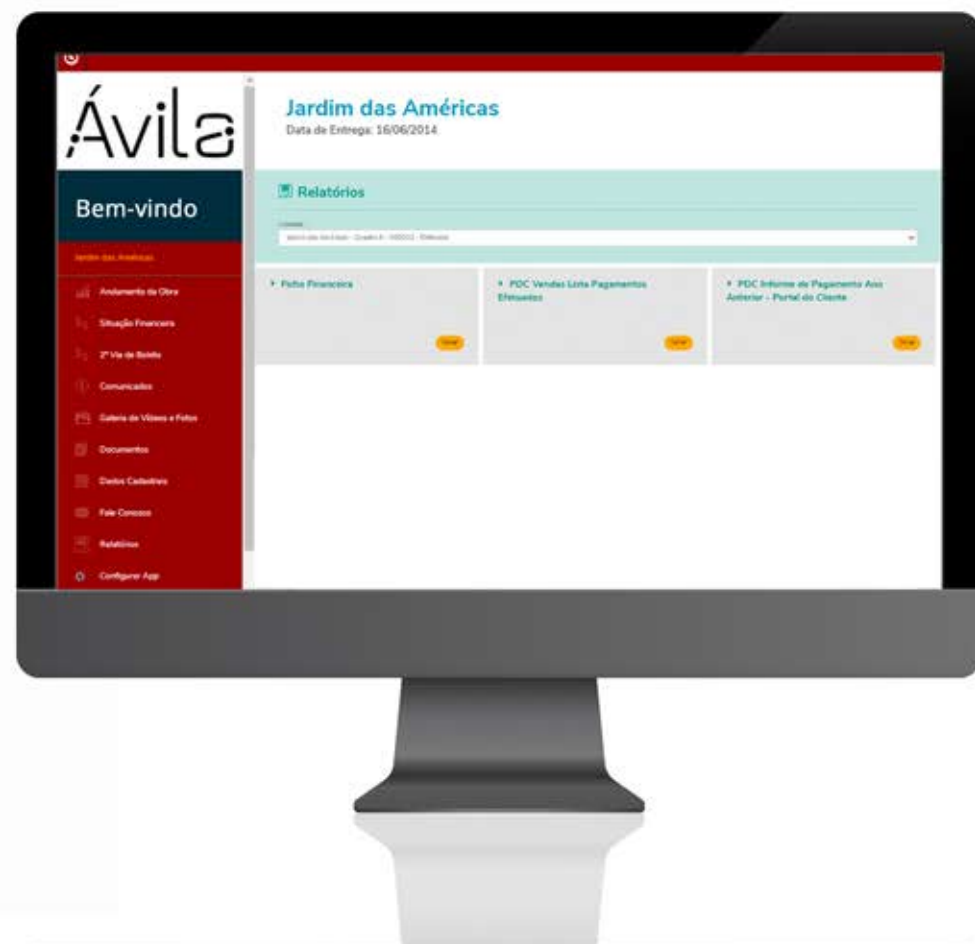 Ávila
Bem-vindo
Jardim das Américas
Andamento da Obra
Situação Financeira
2ª Via de Boleto
Comunicados
Galeria de Vídeos e Fotos
Documentos
Dados Cadastrais
Fale Conosco
Relatórios
Configurar App
Jardim das Américas
Data de Entrega: 16/06/2014
Relatórios
Ficha Financeira
PDC Vendas Lista Pagamentos
Efetuados
PDC Informe de Pagamento Ano
Anterior - Portal do Cliente